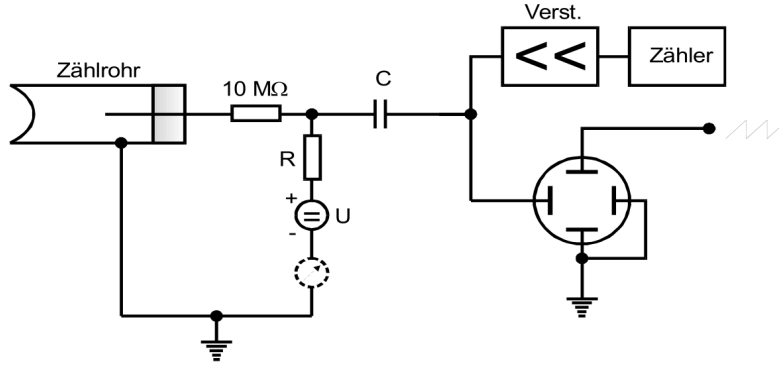 Verst.
Zählrohr
<<
Zähler
10 MΩ
C
R
+
U
-